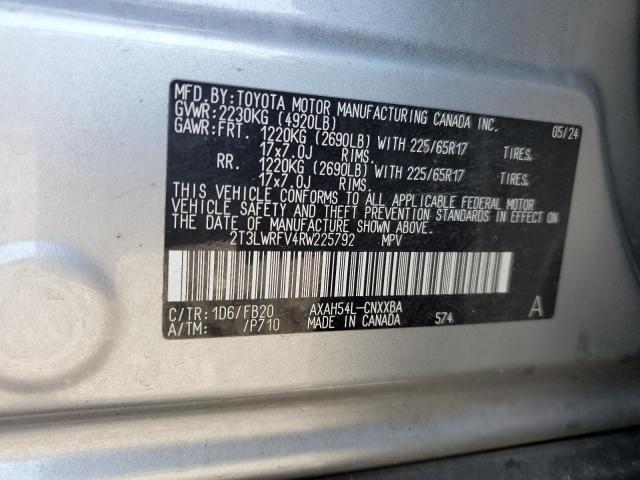 MFD. BY: TOYOTA MOTOR MANUFACTURING CANADA INC. 05/24
GVWR: 2230KG (4920LB)
GAWR: FRT. 1220KG (2690LB) WITH 225/65R17 TIRES,
17x7.0J RIMS.
RR. 1220KG (2690LB) WITH 225/65R17 TIRES,
17x7.0J RIMS.
THIS VEHICLE CONFORMS TO ALL APPLICABLE FEDERAL MOTOR
VEHICLE SAFETY AND THEFT PREVENTION STANDARDS IN EFFECT ON
THE DATE OF MANUFACTURE SHOWN ABOVE.
2T3LWRFV4RW225792 MPV
C/TR: 1D6/FB20 AXAH54L-CNXXBA A
A/TM: /P710 MADE IN CANADA 574